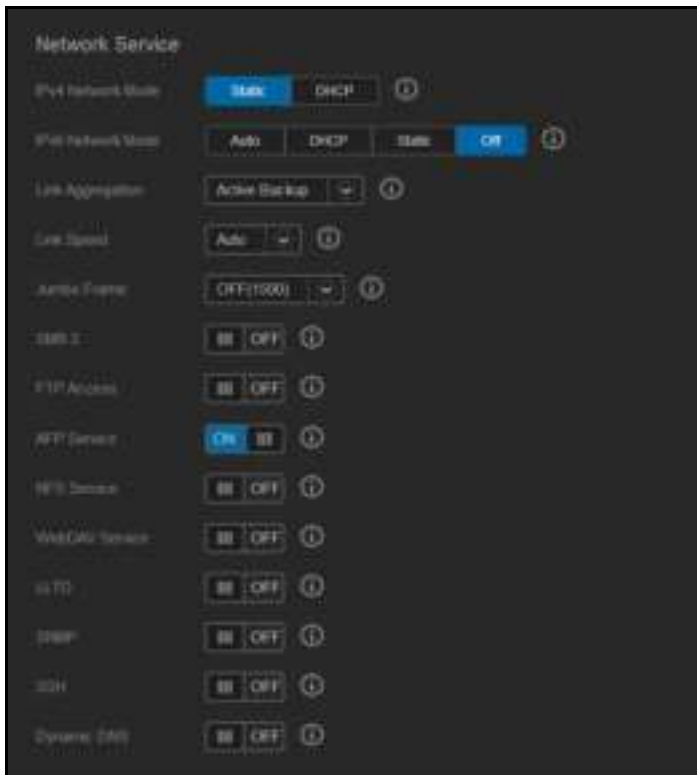 Network Service
IPv4 Network Mode Static DHCP
IPv6 Network Mode Auto DHCP Static Off
Link Aggregation Active Backup
Link Speed Auto
Jumbo Frame OFF(1500)
SMB 2 OFF
FTP Access OFF
AFP Service ON
NFS Service OFF
WebDAV Service OFF
LLTD OFF
SNMP OFF
SSH OFF
Dynamic DNS OFF